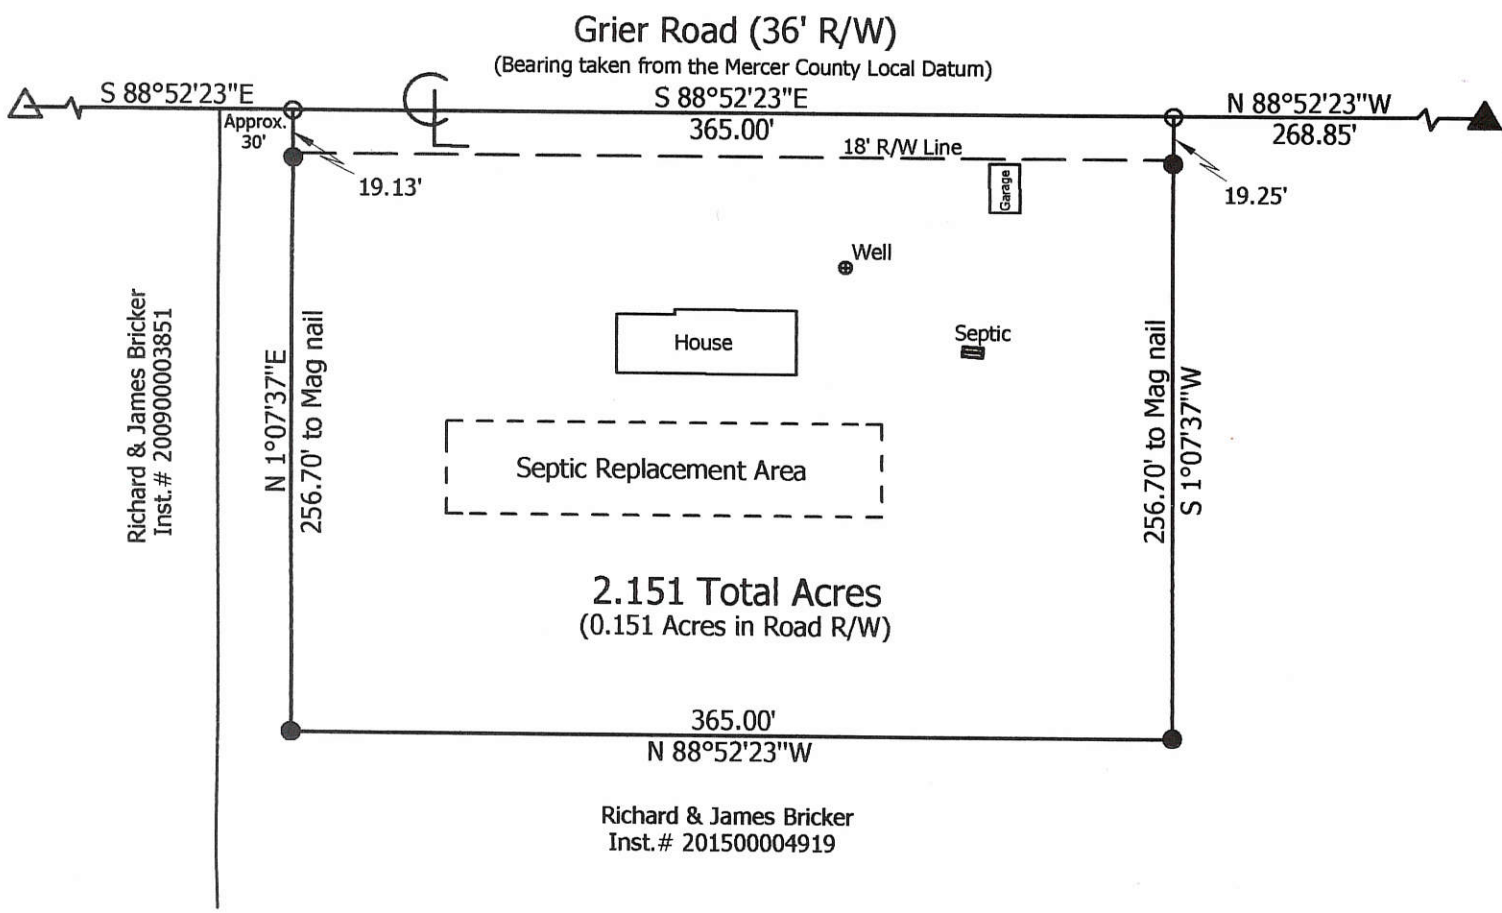 Grier Road (36' R/W)
(Bearing taken from the Mercer County Local Datum)
S 88°52'23"E
S 88°52'23"E
N 88°52'23"W
Approx.
30'
365.00'
268.85'
18' R/W Line
19.13'
Garage
19.25'
Well
House
Septic
Richard & James Bricker
Inst.# 200900003851
N 1°07'37"E
256.70' to Mag nail
256.70' to Mag nail
S 1°07'37"W
Septic Replacement Area
2.151 Total Acres
(0.151 Acres in Road R/W)
365.00'
N 88°52'23"W
Richard & James Bricker
Inst.# 201500004919